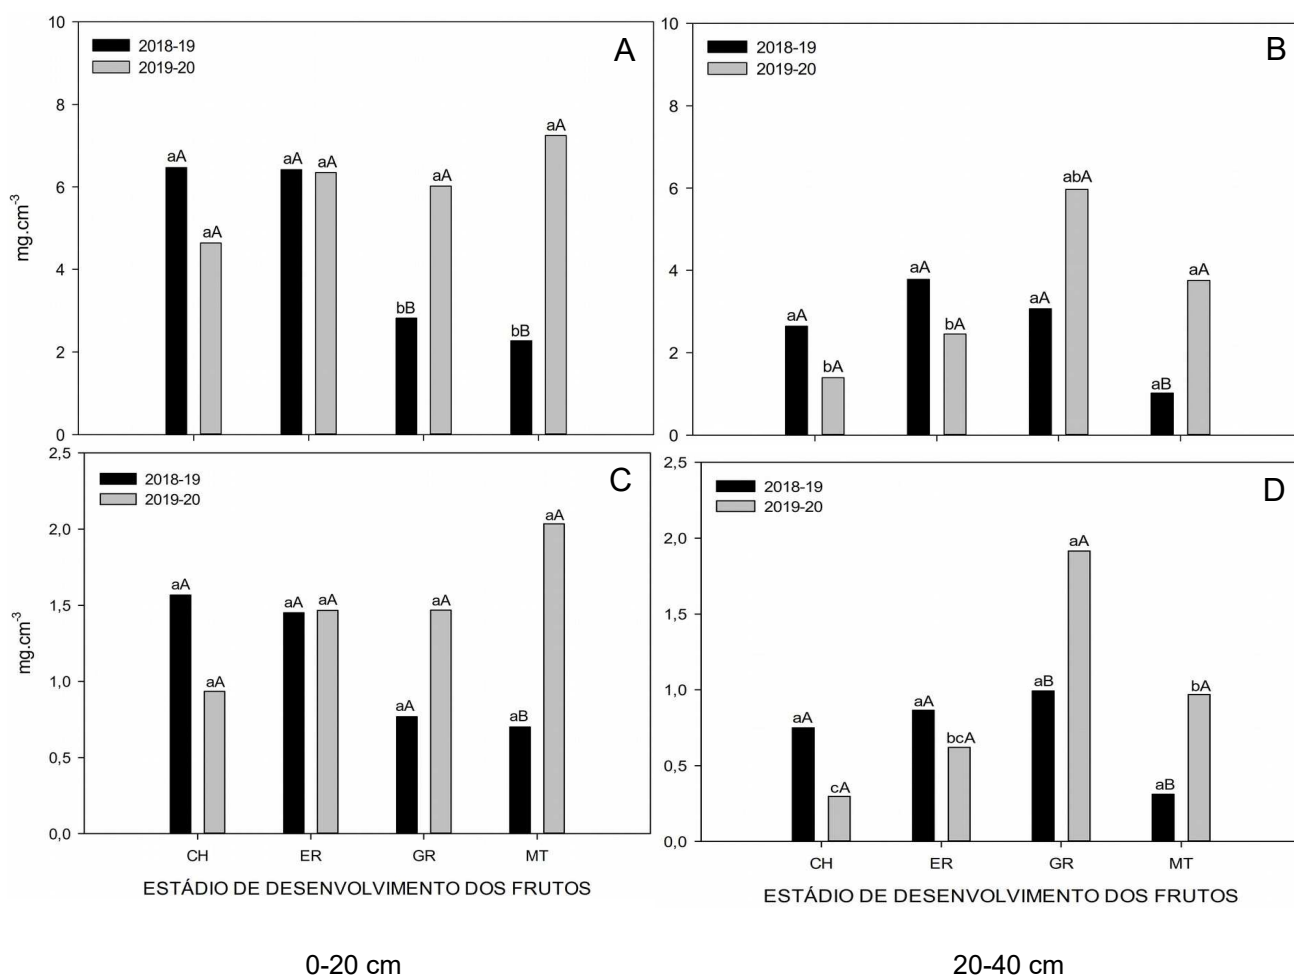 A
2018-19
2019-20
mg.cm-3
10
8
6
4
2
0
aA
aA
aA
aA
bB
aA
bB
aA
B
2018-19
2019-20
10
8
6
4
2
0
aA
bA
aA
bA
aA
abA
aB
aA
C
2018-19
2019-20
mg.cm-3
2,5
2,0
1,5
1,0
0,5
0,0
aA
aA
aA
aA
aA
aA
aB
aA
CH ER GR MT
ESTÁDIO DE DESENVOLVIMENTO DOS FRUTOS
D
2018-19
2019-20
2,5
2,0
1,5
1,0
0,5
0,0
aA
cA
aA
bcA
aB
aA
aB
bA
CH ER GR MT
ESTÁDIO DE DESENVOLVIMENTO DOS FRUTOS
0-20 cm
20-40 cm